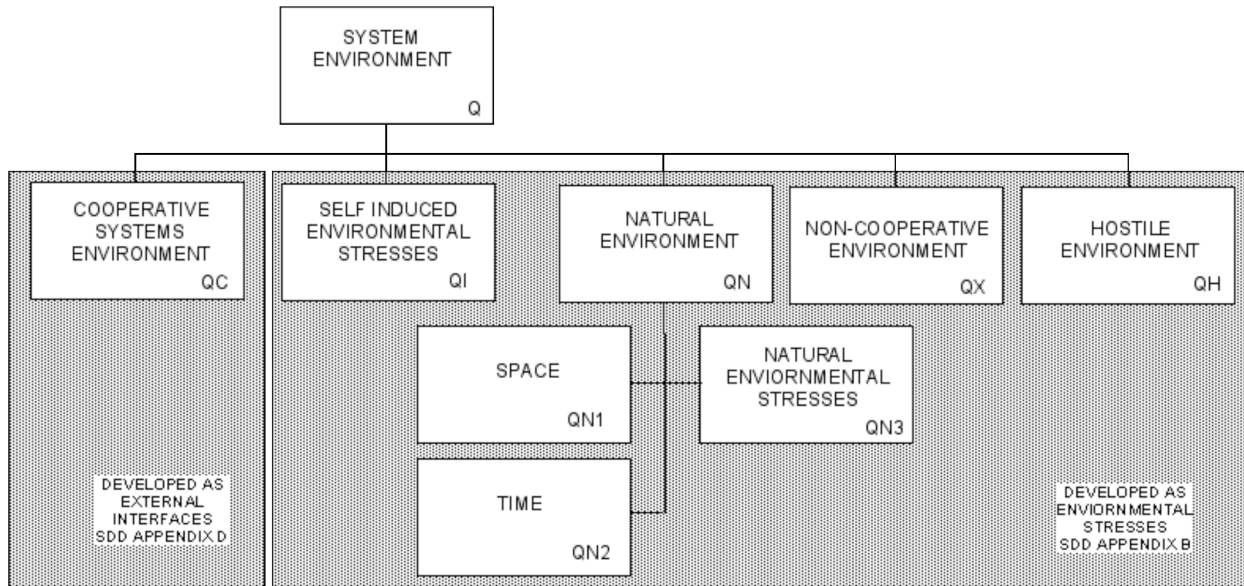 SYSTEM
ENVIRONMENT
Q
COOPERATIVE
SYSTEMS
ENVIRONMENT
QC
SELF INDUCED
ENVIRONMENTAL
STRESSES
QI
NATURAL
ENVIRONMENT
QN
NON-COOPERATIVE
ENVIRONMENT
QX
HOSTILE
ENVIRONMENT
QH
SPACE
QN1
NATURAL
ENVIORNMENTAL
STRESSES
QN3
TIME
QN2
DEVELOPED AS
EXTERNAL
INTERFACES
SDD APPENDIX D
DEVELOPED AS
ENVIORNMENTAL
STRESSES
SDD APPENDIX B